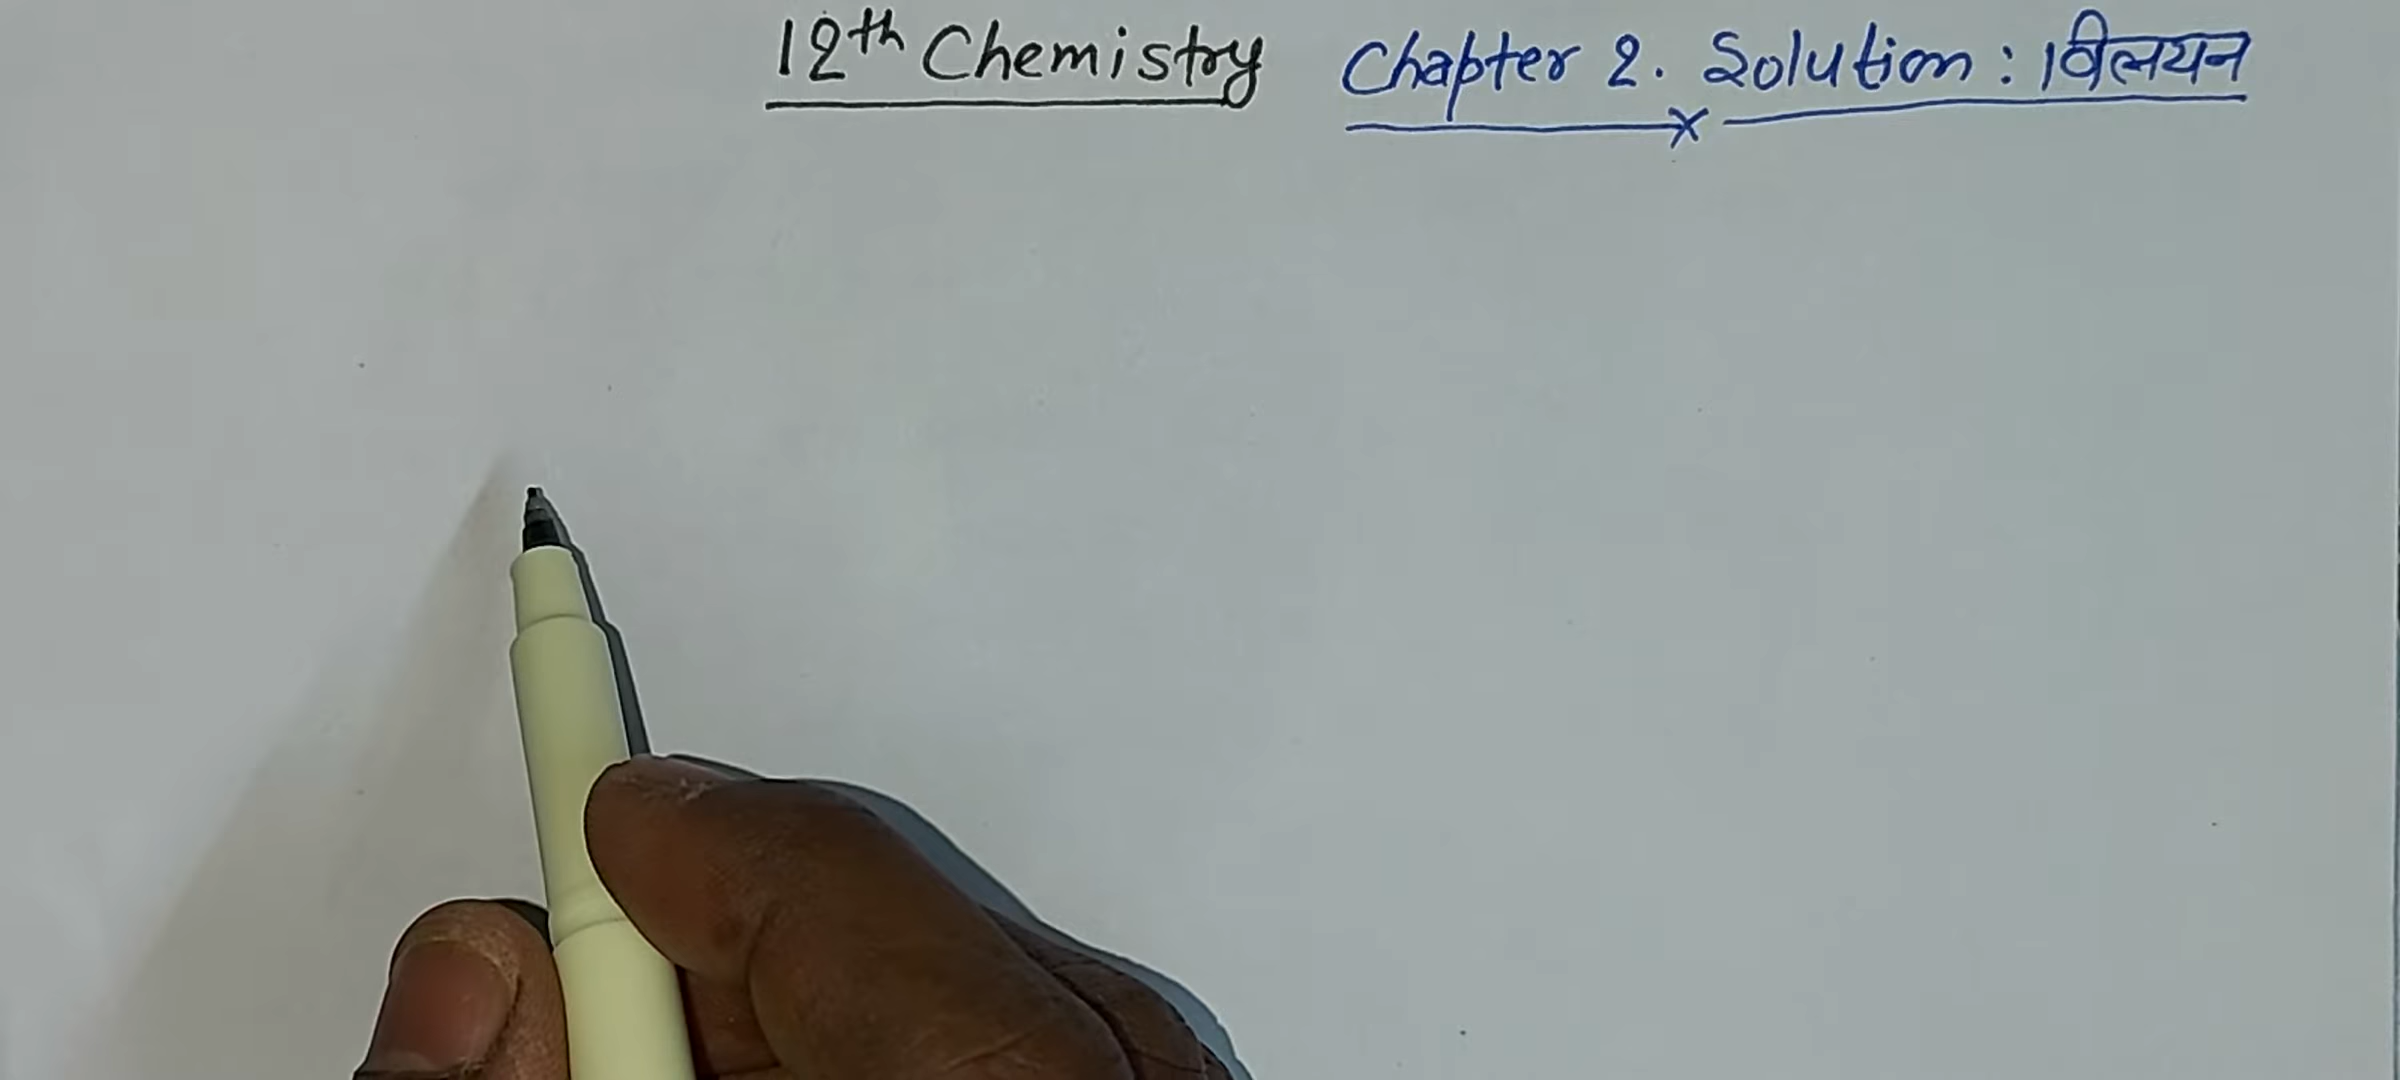 12th Chemistry Chapter 2. Solution : विलयन